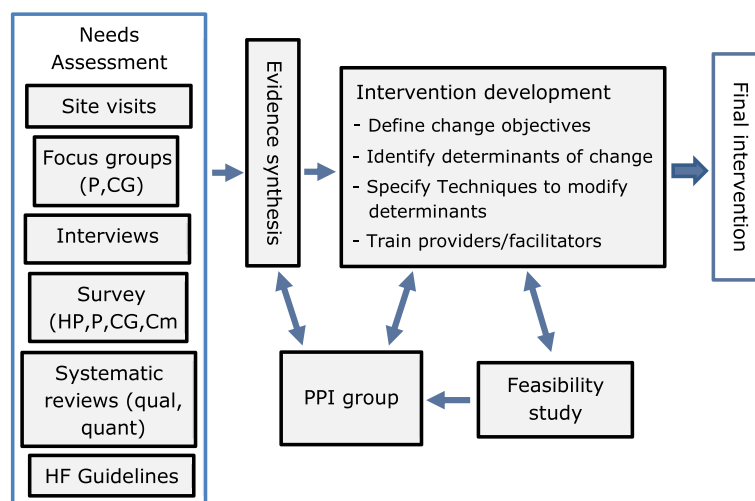 Needs
Assessment
Site visits
Focus groups
(P,CG)
Interviews
Survey
(HP,P,CG,Cm
Systematic
reviews (qual,
quant)
HF Guidelines
Evidence synthesis
Intervention development
- Define change objectives
- Identify determinants of change
- Specify Techniques to modify
determinants
- Train providers/facilitators
PPI group
Feasibility
study
Final intervention